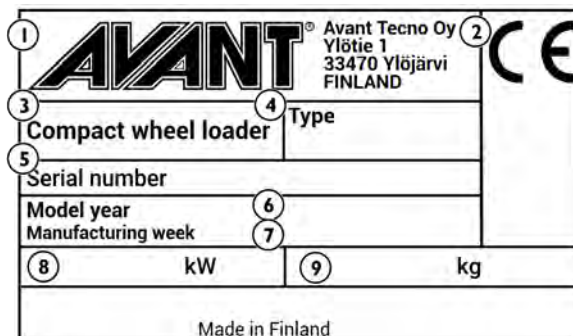 1 AVANT® Avant Tecno Oy 2 CE
Ylötie 1
33470 Ylöjärvi
FINLAND
3 Compact wheel loader 4 Type
5 Serial number
Model year 6
Manufacturing week 7
8 kW 9 kg
Made in Finland